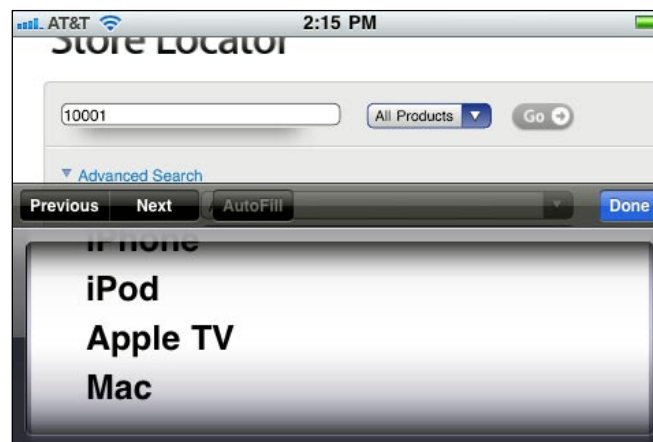 AT&T 2:15 PM
Store Locator
10001 All Products Go
Advanced Search
Previous Next AutoFill Done
iPhone
iPod
Apple TV
Mac